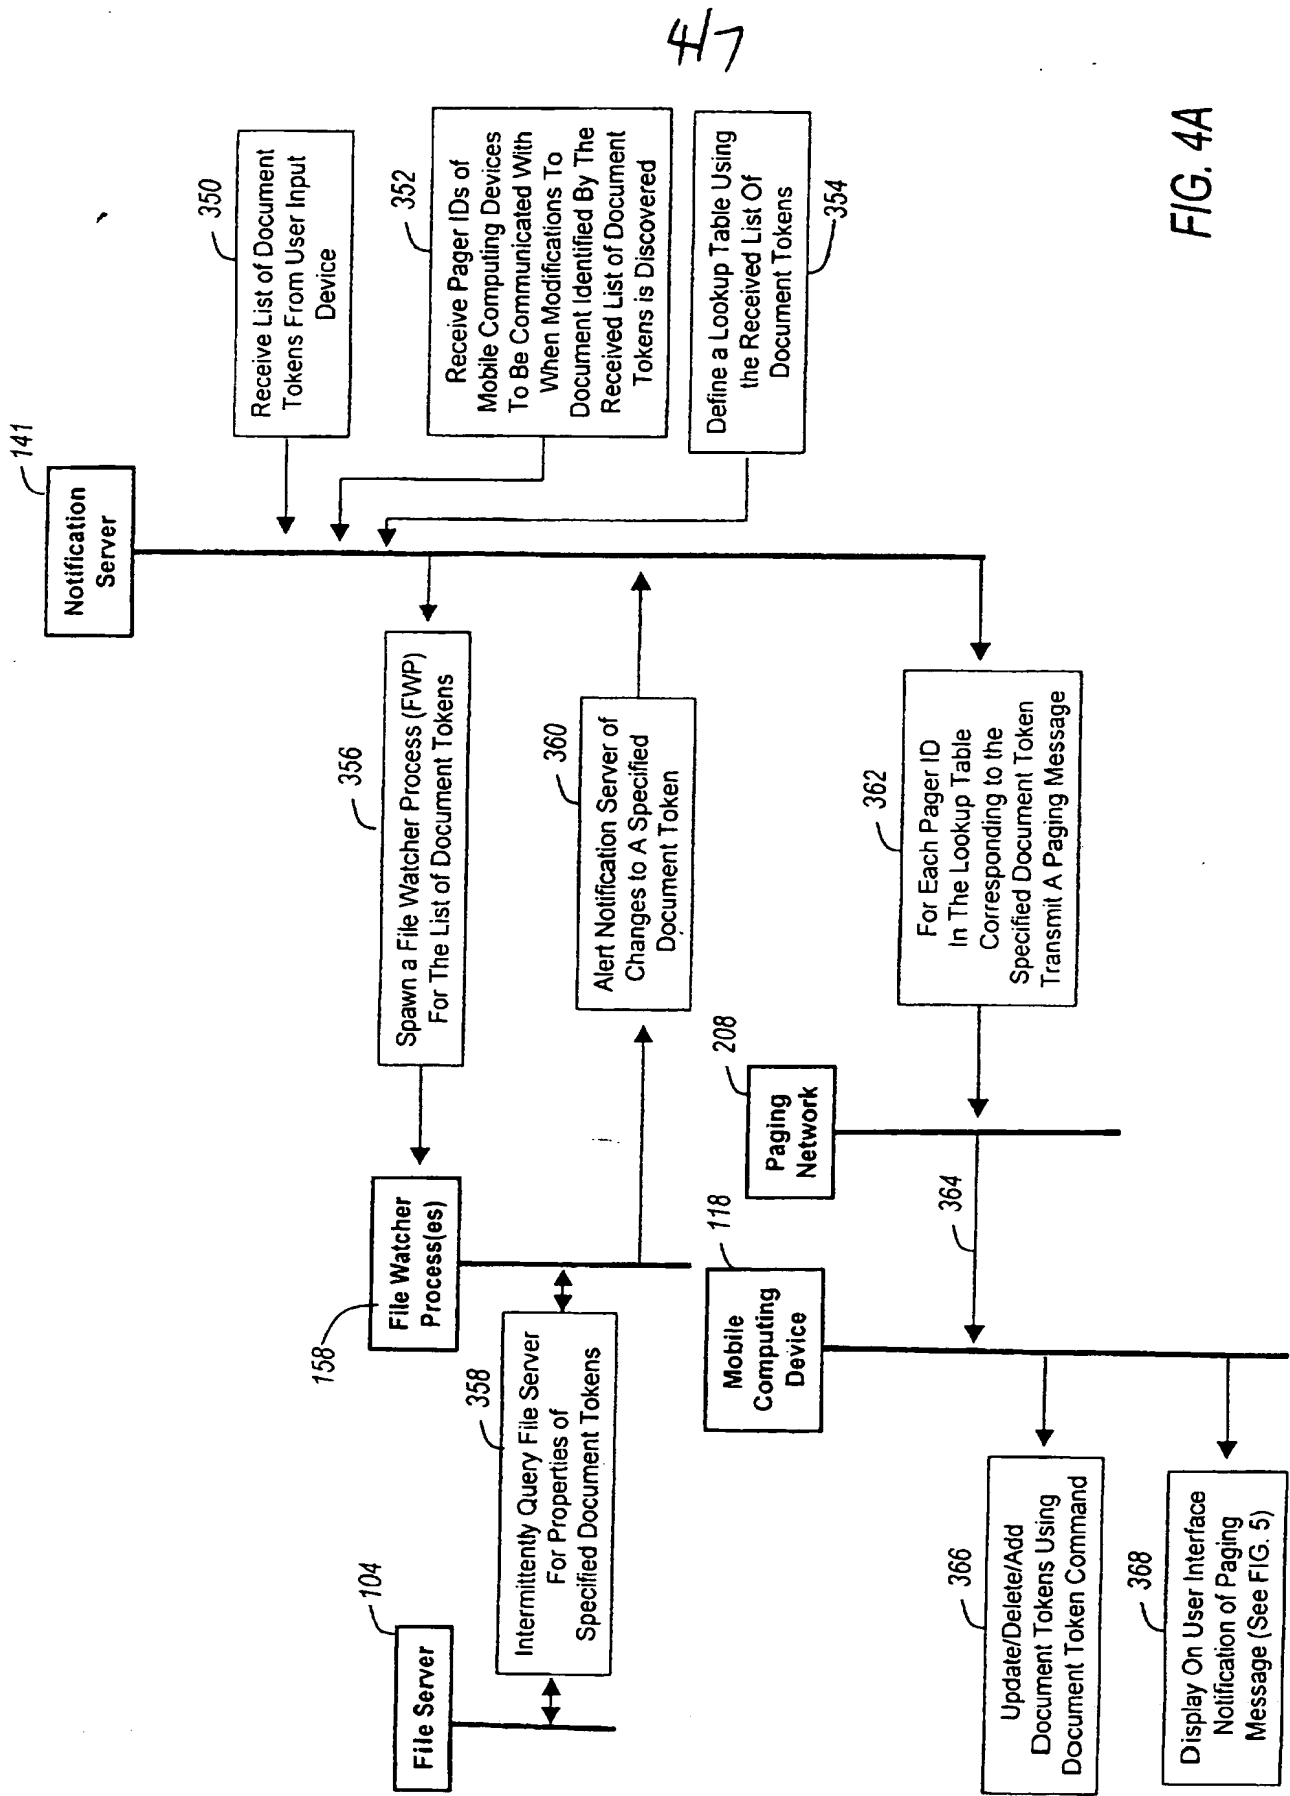 4/7
141
Notification
Server
350
Receive List of Document
Tokens From User Input
Device
352
Receive Pager IDs of
Mobile Computing Devices
To Be Communicated With
When Modifications To
Document Identified By The
Received List of Document
Tokens is Discovered
Define a Lookup Table Using
the Received List Of
Document Tokens
354
356
Spawn a File Watcher Process (FWP)
For The List of Document Tokens
158
File Watcher
Process(es)
104
File Server
358
Intermittently Query File Server
For Properties of
Specified Document Tokens
360
Alert Notification Server of
Changes to A Specified
Document Token
362
For Each Pager ID
In The Lookup Table
Corresponding to the
Specified Document Token
Transmit A Paging Message
208
Paging
Network
118
Mobile
Computing
Device
364
366
Update/Delete/Add
Document Tokens Using
Document Token Command
368
Display On User Interface
Notification of Paging
Message (See FIG. 5)
FIG. 4A